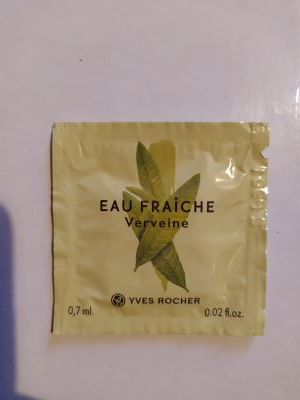 EAU FRAÎCHE
Verveine
YVES ROCHER
0,7 ml 0.02 fl.oz.